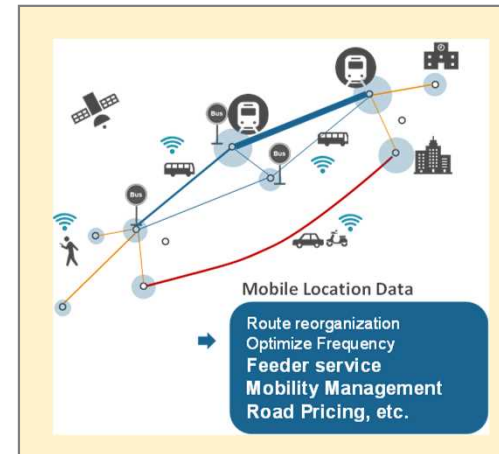 Bus
Bus
Bus
Mobile Location Data
Route reorganization
Optimize Frequency
Feeder service
Mobility Management
Road Pricing, etc.